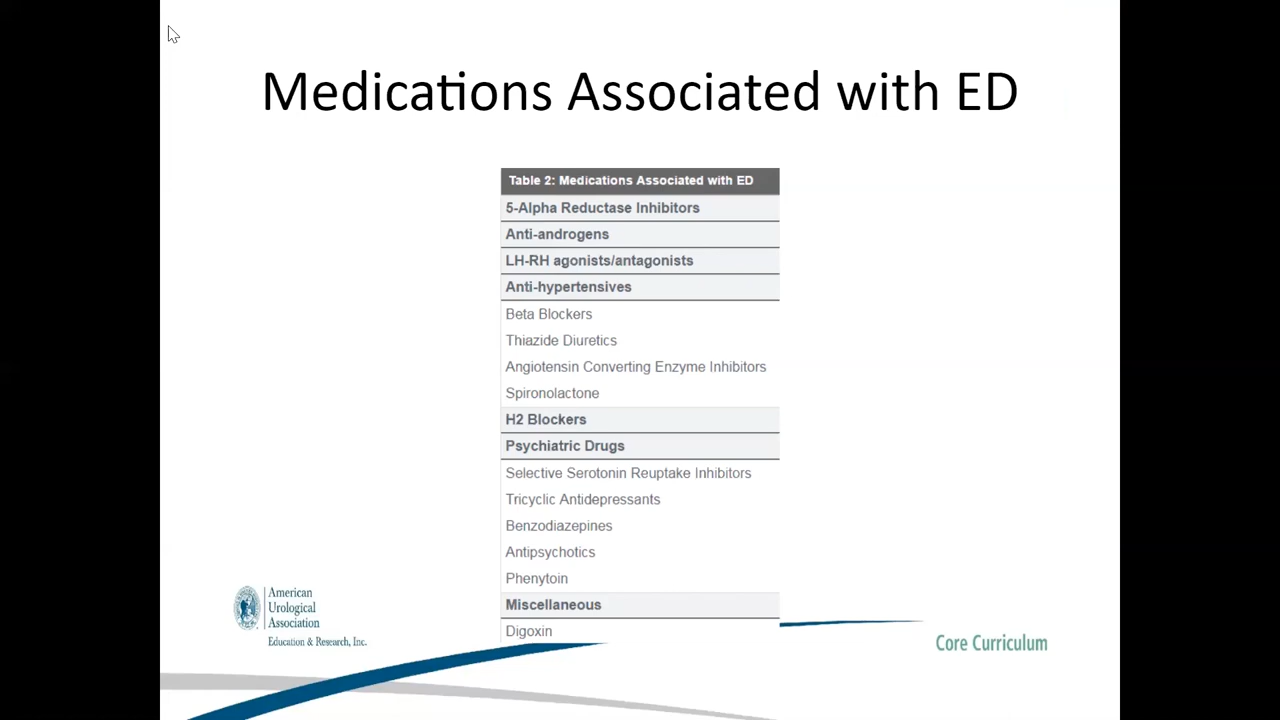 Medications Associated with ED
Table 2: Medications Associated with ED
5-Alpha Reductase Inhibitors
Anti-androgens
LH-RH agonists/antagonists
Anti-hypertensives
Beta Blockers
Thiazide Diuretics
Angiotensin Converting Enzyme Inhibitors
Spironolactone
H2 Blockers
Psychiatric Drugs
Selective Serotonin Reuptake Inhibitors
Tricyclic Antidepressants
Benzodiazepines
Antipsychotics
Phenytoin
Miscellaneous
Digoxin
American
Urological
Association
Education & Research, Inc.
Core Curriculum